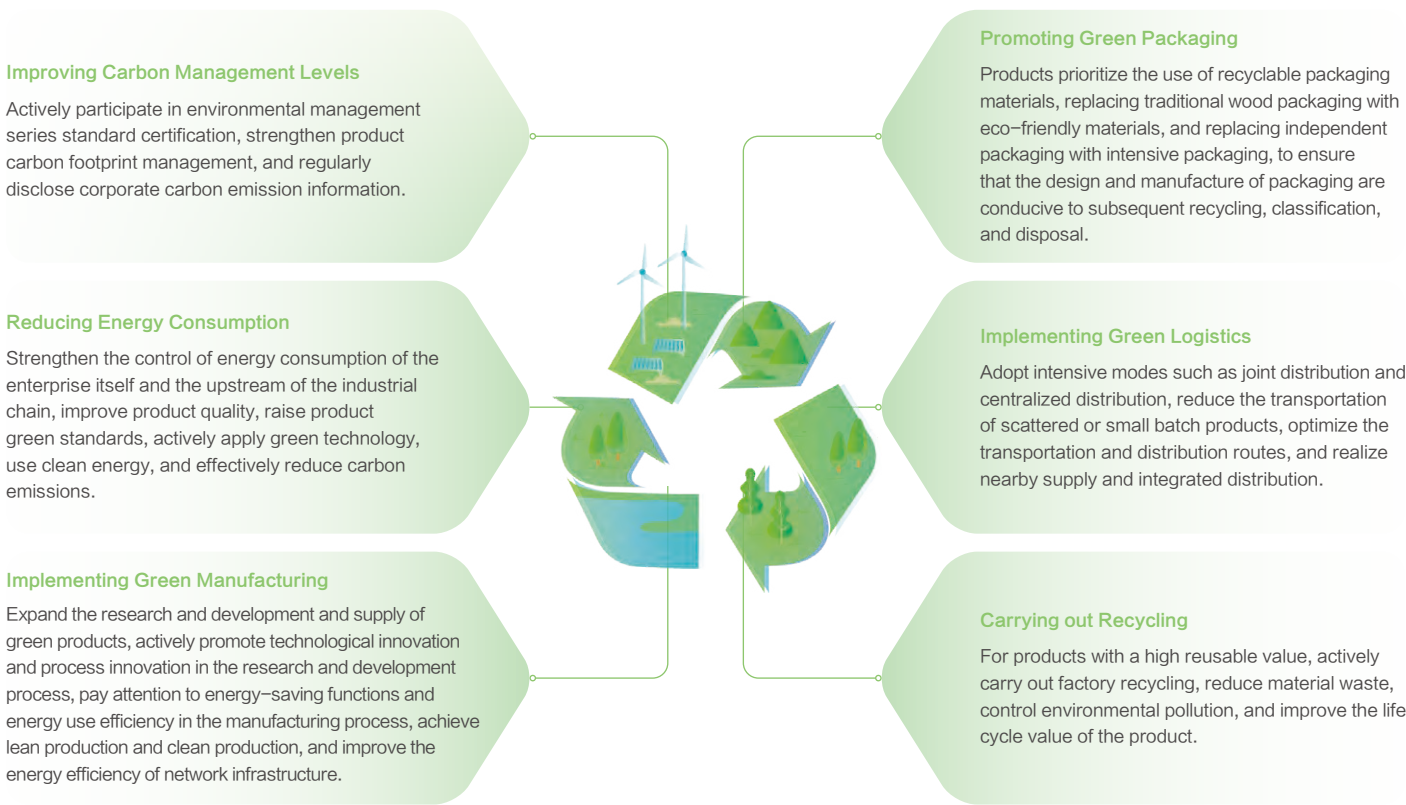 Improving Carbon Management Levels
Actively participate in environmental management
series standard certification, strengthen product
carbon footprint management, and regularly
disclose corporate carbon emission information.
Reducing Energy Consumption
Strengthen the control of energy consumption of the
enterprise itself and the upstream of the industrial
chain, improve product quality, raise product
green standards, actively apply green technology,
use clean energy, and effectively reduce carbon
emissions.
Implementing Green Manufacturing
Expand the research and development and supply of
green products, actively promote technological innovation
and process innovation in the research and development
process, pay attention to energy-saving functions and
energy use efficiency in the manufacturing process, achieve
lean production and clean production, and improve the
energy efficiency of network infrastructure.
Promoting Green Packaging
Products prioritize the use of recyclable packaging
materials, replacing traditional wood packaging with
eco-friendly materials, and replacing independent
packaging with intensive packaging, to ensure
that the design and manufacture of packaging are
conducive to subsequent recycling, classification,
and disposal.
Implementing Green Logistics
Adopt intensive modes such as joint distribution and
centralized distribution, reduce the transportation
of scattered or small batch products, optimize the
transportation and distribution routes, and realize
nearby supply and integrated distribution.
Carrying out Recycling
For products with a high reusable value, actively
carry out factory recycling, reduce material waste,
control environmental pollution, and improve the life
cycle value of the product.